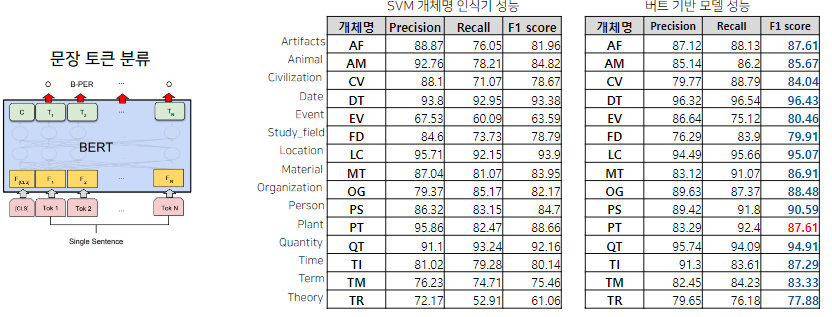 문장 토큰 분류
O B-PER ... O
C T1 T2 TN
BERT
E[CLS] E1 E2 EN
[CLS] Tok 1 Tok 2 ... Tok N
Single Sentence
SVM 개체명 인식기 성능
개체명 Precision Recall F1 score
Artifacts AF 88.87 76.05 81.96
Animal AM 92.76 78.21 84.82
Civilization CV 88.1 71.07 78.67
Date DT 93.8 92.95 93.38
Event EV 67.53 60.09 63.59
Study_field FD 84.6 73.73 78.79
Location LC 95.71 92.15 93.9
Material MT 87.04 81.07 83.95
Organization OG 79.37 85.17 82.17
Person PS 86.32 83.15 84.7
Plant PT 95.86 82.47 88.66
Quantity QT 91.1 93.24 92.16
Time TI 81.02 79.28 80.14
Term TM 76.23 74.71 75.46
Theory TR 72.17 52.91 61.06
버트 기반 모델 성능
개체명 Precision Recall F1 score
AF 87.12 88.13 87.61
AM 85.14 86.2 85.67
CV 79.77 88.79 84.04
DT 96.32 96.54 96.43
EV 86.64 75.12 80.46
FD 76.29 83.9 79.91
LC 94.49 95.66 95.07
MT 83.12 91.07 86.91
OG 89.63 87.37 88.48
PS 89.42 91.8 90.59
PT 83.29 92.4 87.61
QT 95.74 94.09 94.91
TI 91.3 83.61 87.29
TM 82.45 84.23 83.33
TR 79.65 76.18 77.88